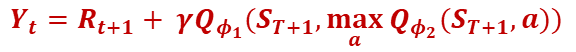 Y_t = R_{t+1} + γQ_{ϕ_1}(S_{T+1}, max_a Q_{ϕ_2}(S_{T+1}, a))